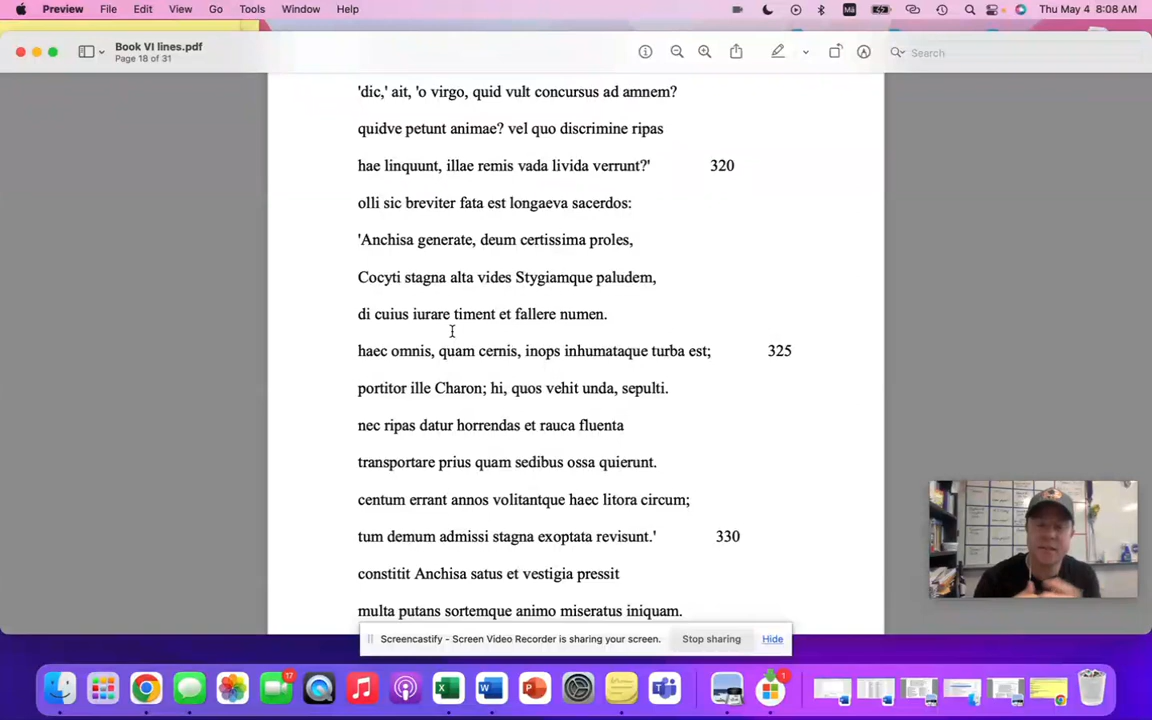 Preview File Edit View Go Tools Window Help Thu May 4 8:08 AM
Book VI lines.pdf
Page 18 of 31
Search
'dic,' ait, 'o virgo, quid vult concursus ad amnem?
quidve petunt animae? vel quo discrimine ripas
hae linquunt, illae remis vada livida verrunt?' 320
olli sic breviter fata est longaeva sacerdos:
'Anchisa generate, deum certissima proles,
Cocyti stagna alta vides Stygiamque paludem,
di cuius iurare timent et fallere numen.
haec omnis, quam cernis, inops inhumataque turba est; 325
portitor ille Charon; hi, quos vehit unda, sepulti.
nec ripas datur horrendas et rauca fluenta
transportare prius quam sedibus ossa quierunt.
centum errant annos volitantque haec litora circum;
tum demum admissi stagna exoptata revisunt.' 330
constitit Anchisa satus et vestigia pressit
multa putans sortemque animo miseratus iniquam.
Screencastify - Screen Video Recorder is sharing your screen. Stop sharing Hide
17
1